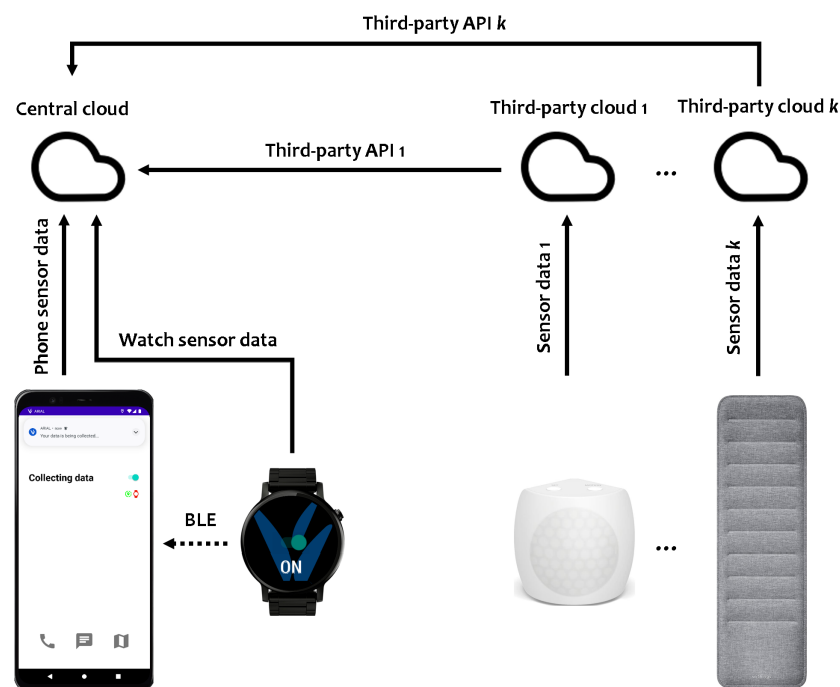 Third-party API k
Central cloud
Third-party cloud 1
Third-party cloud k
Third-party API 1
...
Phone sensor data
Watch sensor data
Sensor data 1
Sensor data k
Your data is being collected...
Collecting data
BLE
ON
...